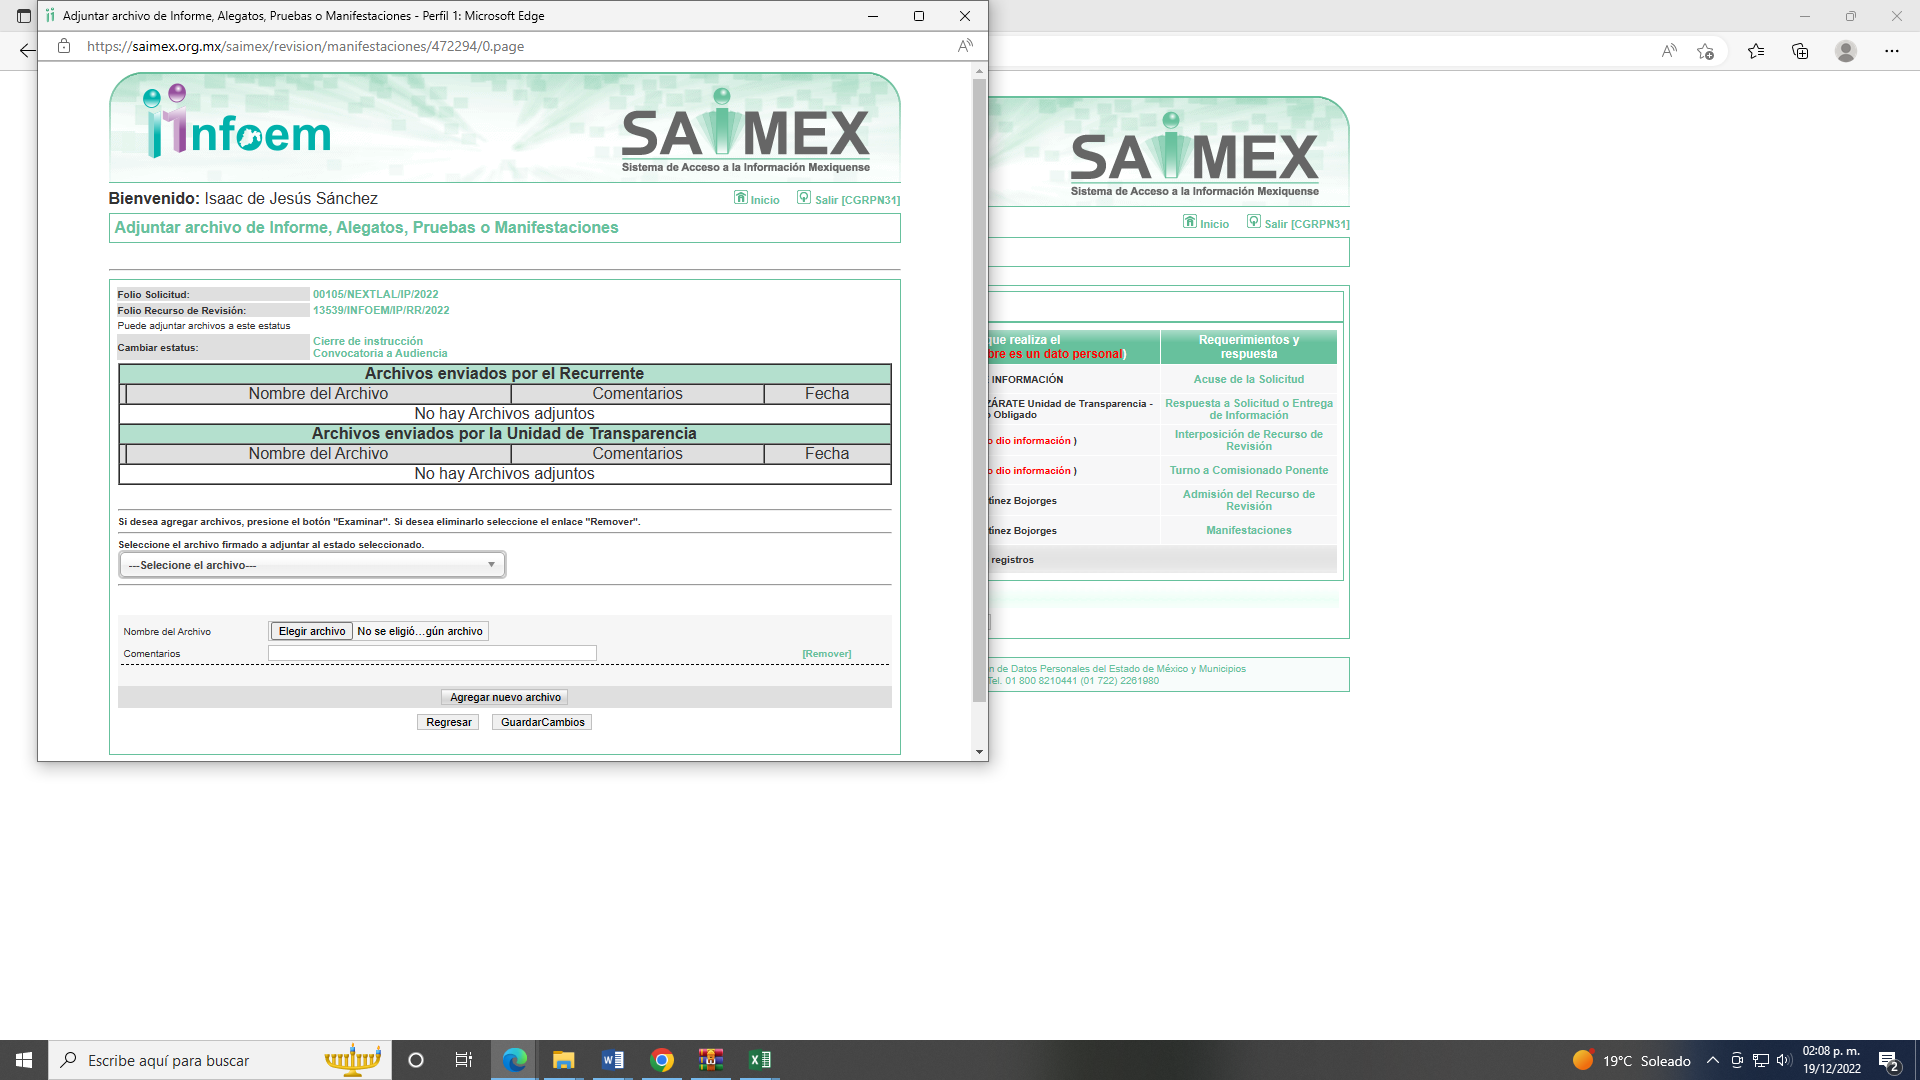 Adjuntar archivo de Informe, Alegatos, Pruebas o Manifestaciones - Perfil 1: Microsoft Edge
https://saimex.org.mx/saimex/revision/manifestaciones/472294/0.page
infoem
SAIMEX
Sistema de Acceso a la Información Mexiquense
Bienvenido: Isaac de Jesús Sánchez
Inicio
Salir [CGRPN31]
Adjuntar archivo de Informe, Alegatos, Pruebas o Manifestaciones
Folio Solicitud: 00105/NEXTLAL/IP/2022
Folio Recurso de Revisión: 13539/INFOEM/IP/RR/2022
Puede adjuntar archivos a este estatus
Cambiar estatus:
Cierre de instrucción
Convocatoria a Audiencia
Archivos enviados por el Recurrente
Nombre del Archivo Comentarios Fecha
No hay Archivos adjuntos
Archivos enviados por la Unidad de Transparencia
Nombre del Archivo Comentarios Fecha
No hay Archivos adjuntos
Si desea agregar archivos, presione el botón "Examinar". Si desea eliminarlo seleccione el enlace "Remover".
Seleccione el archivo firmado a adjuntar al estado seleccionado.
---Selecione el archivo---
Nombre del Archivo Elegir archivo No se eligió...gún archivo
Comentarios [Remover]
Agregar nuevo archivo
Regresar GuardarCambios
SAIMEX
Sistema de Acceso a la Información Mexiquense
Inicio
Salir [CGRPN31]
que realiza el
bre es un dato personal)
Requerimientos y
respuesta
INFORMACIÓN
Acuse de la Solicitud
ZÁRATE Unidad de Transparencia -
o Obligado
Respuesta a Solicitud o Entrega
de Información
o dio información )
Interposición de Recurso de
Revisión
o dio información )
Turno a Comisionado Ponente
tínez Bojorges
Admisión del Recurso de
Revisión
tínez Bojorges
Manifestaciones
registros
n de Datos Personales del Estado de México y Municipios
Tel. 01 800 8210441 (01 722) 2261980
Escribe aquí para buscar
19°C Soleado
02:08 p. m.
19/12/2022
2